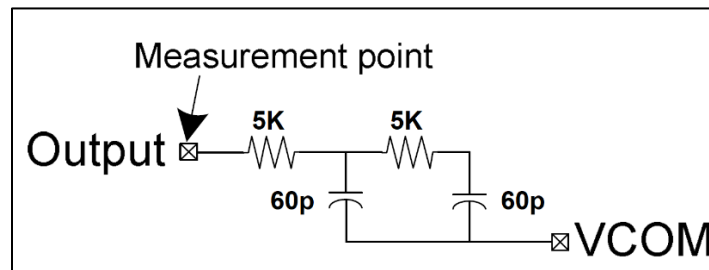 Measurement point
5K
5K
Output
60p
60p
VCOM